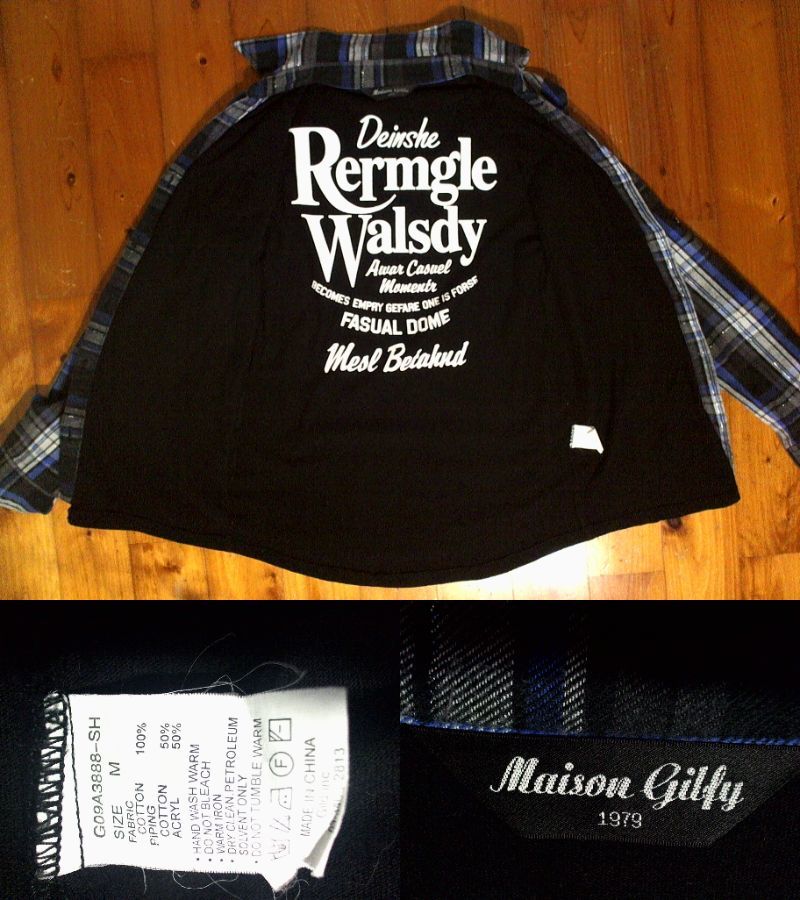 Deinshe
Rermgle
Walsdy
Awar Casuel
Momentr
BECOMES EMPRY GEFARE ONE IS FORSE
FASUAL DOME
Mesl Betahnd
G09A3888-SH
SIZE M
FABRIC
COTTON 100%
PIPING
COTTON 50%
ACRYL 50%
• HAND WASH WARM
• DO NOT BLEACH
• WARM IRON
• DRY CLEAN, PETROLEUM
SOLVENT ONLY
• DO NOT TUMBLE WARM
F
MADE IN CHINA
2813
Maison Gilfy
1979